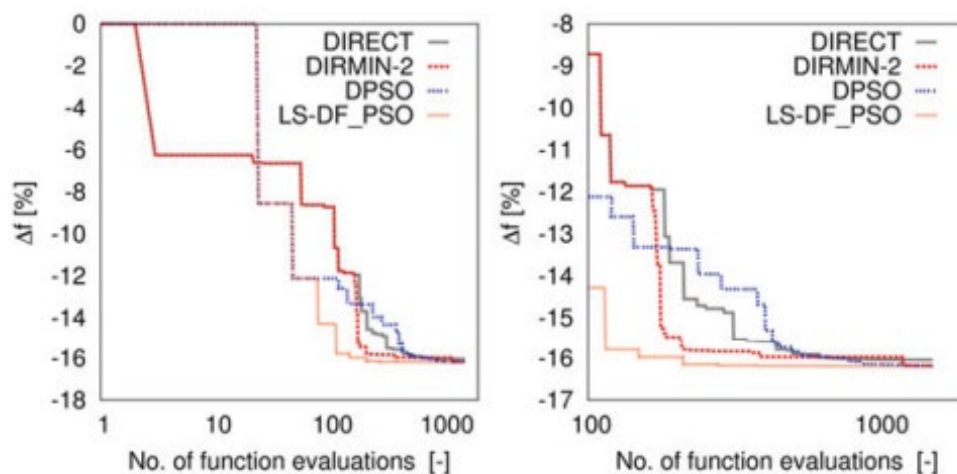 0
-2
-4
-6
-8
-10
-12
-14
-16
-18
Δf [%]
DIRECT
DIRMIN-2
DPSO
LS-DF_PSO
1
10
100
1000
No. of function evaluations [-]
-8
-9
-10
-11
-12
-13
-14
-15
-16
-17
Δf [%]
DIRECT
DIRMIN-2
DPSO
LS-DF_PSO
100
1000
No. of function evaluations [-]